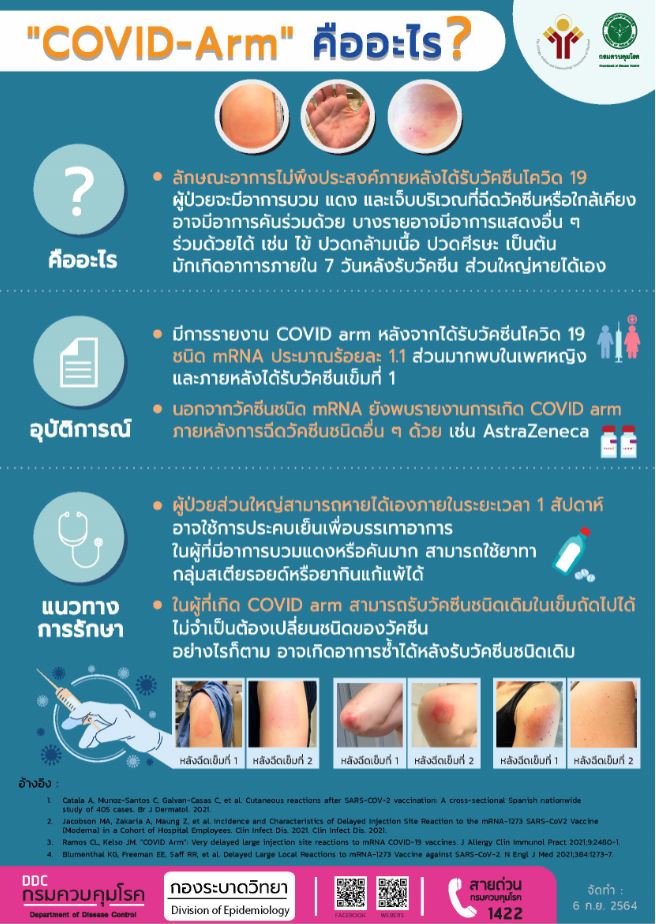 "COVID-Arm" คืออะไร?
กรมควบคุมโรค
Department of Disease Control
?
คืออะไร
• ลักษณะอาการไม่พึงประสงค์ภายหลังได้รับวัคซีนโควิด 19
ผู้ป่วยจะมีอาการบวม แดง และเจ็บบริเวณที่ฉีดวัคซีนหรือใกล้เคียง
อาจมีอาการคันร่วมด้วย บางรายอาจมีอาการแสดงอื่น ๆ
ร่วมด้วยได้ เช่น ไข้ ปวดกล้ามเนื้อ ปวดศีรษะ เป็นต้น
มักเกิดอาการภายใน 7 วันหลังรับวัคซีน ส่วนใหญ่หายได้เอง
อุบัติการณ์
• มีการรายงาน COVID arm หลังจากได้รับวัคซีนโควิด 19
ชนิด mRNA ประมาณร้อยละ 1.1 ส่วนมากพบในเพศหญิง
และภายหลังได้รับวัคซีนเข็มที่ 1
• นอกจากวัคซีนชนิด mRNA ยังพบรายงานการเกิด COVID arm
ภายหลังการฉีดวัคซีนชนิดอื่น ๆ ด้วย เช่น AstraZeneca
แนวทาง
การรักษา
• ผู้ป่วยส่วนใหญ่สามารถหายได้เองภายในระยะเวลา 1 สัปดาห์
อาจใช้การประคบเย็นเพื่อบรรเทาอาการ
ในผู้ที่มีอาการบวมแดงหรือคันมาก สามารถใช้ยาทา
กลุ่มสเตียรอยด์หรือยากินแก้แพ้ได้
• ในผู้ที่เกิด COVID arm สามารถรับวัคซีนชนิดเดิมในเข็มถัดไปได้
ไม่จำเป็นต้องเปลี่ยนชนิดของวัคซีน
อย่างไรก็ตาม อาจเกิดอาการซ้ำได้หลังรับวัคซีนชนิดเดิม
หลังฉีดเข็มที่ 1 หลังฉีดเข็มที่ 2 หลังฉีดเข็มที่ 1 หลังฉีดเข็มที่ 2 หลังฉีดเข็มที่ 1 หลังฉีดเข็มที่ 2
อ้างอิง :
1. Catala A, Munoz-Santos C, Galvan-Casas C, et al. Cutaneous reactions after SARS-COV-2 vaccination: A cross-sectional Spanish nationwide
study of 405 cases. Br J Dermatol. 2021.
2. Jacobson MA, Zakaria A, Maung Z, et al. Incidence and Characteristics of Delayed Injection Site Reaction to the mRNA-1273 SARS-CoV2 Vaccine
(Moderna) in a Cohort of Hospital Employees. Clin Infect Dis. 2021. Clin Infect Dis. 2021.
3. Ramos CL, Kelso JM. "COVID Arm": Very delayed large injection site reactions to mRNA COVID-19 vaccines. J Allergy Clin Immunol Pract 2021;9:2480-1.
4. Blumenthal KG, Freeman EE, Saff RR, et al. Delayed Large Local Reactions to mRNA-1273 Vaccine against SARS-CoV-2. N Engl J Med 2021;384:1273-7.
DDC
กรมควบคุมโรค
Department of Disease Control
กองระบาดวิทยา
Division of Epidemiology
FACEBOOK WEBSITE
สายด่วน
กรมควบคุมโรค
1422
จัดทำ :
6 ก.ย. 2564